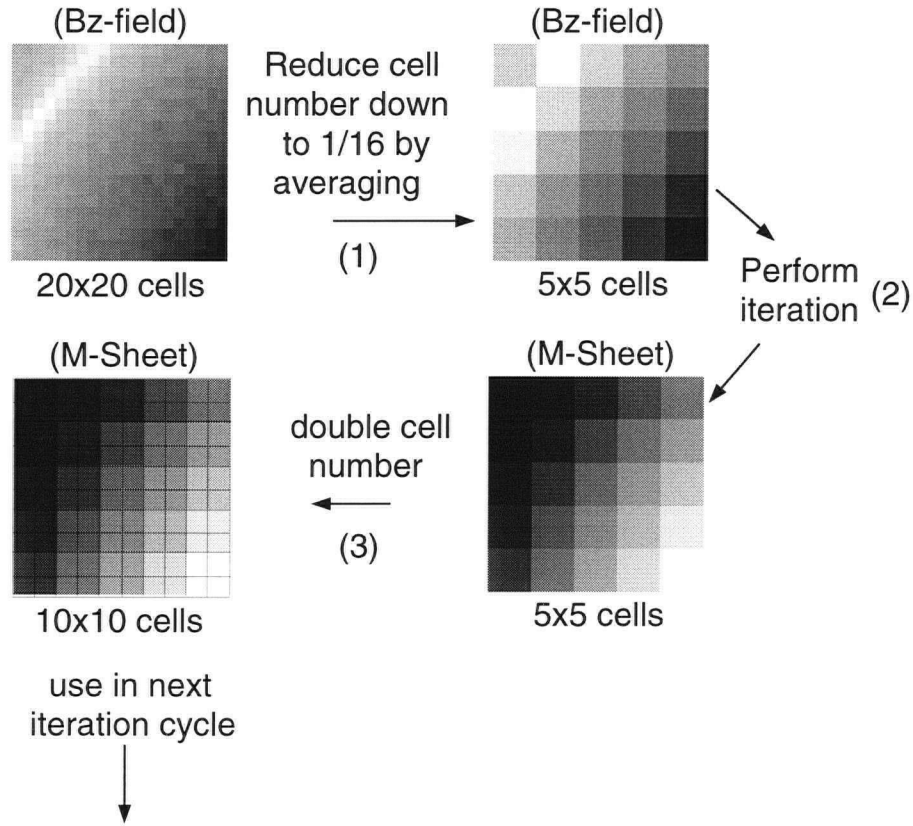 (Bz-field)
20x20 cells
Reduce cell
number down
to 1/16 by
averaging
(1)
(Bz-field)
5x5 cells
Perform
iteration
(2)
(M-Sheet)
5x5 cells
double cell
number
(3)
(M-Sheet)
10x10 cells
use in next
iteration cycle